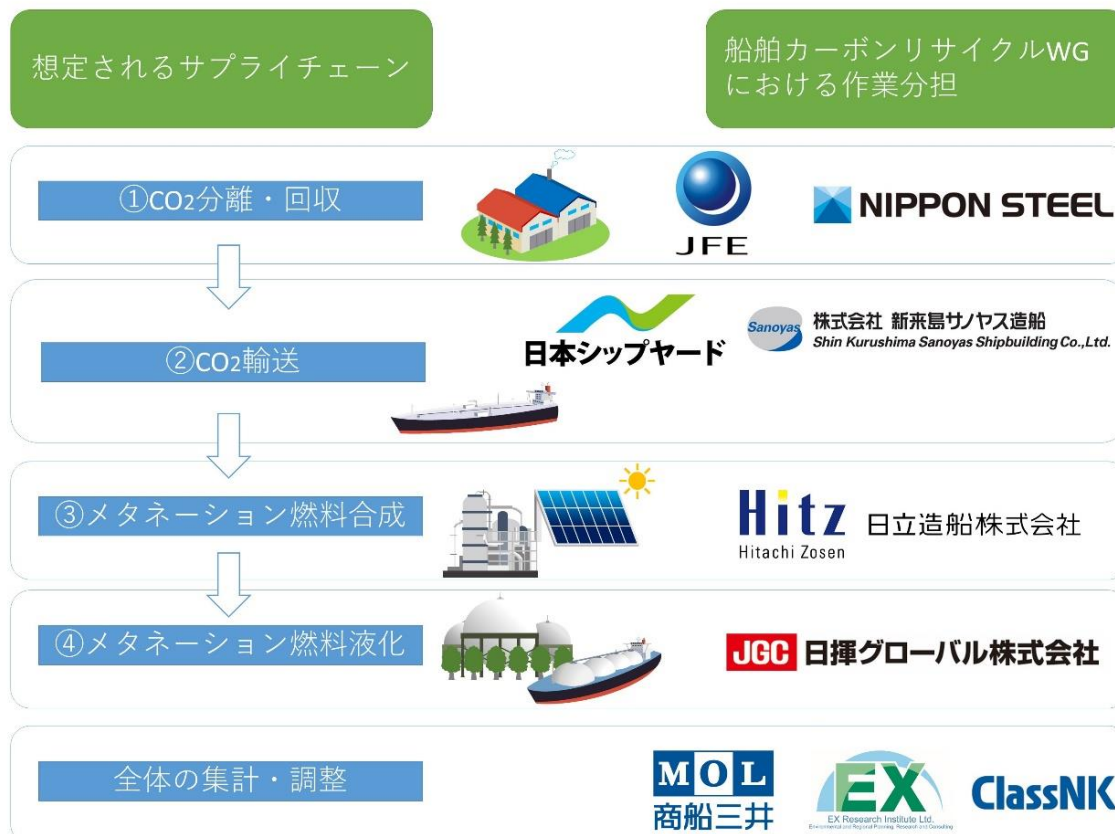 想定されるサプライチェーン
船舶カーボンリサイクルWG
における作業分担
①CO2分離・回収
JFE
NIPPON STEEL
②CO2輸送
日本シップヤード
Sanoyas
株式会社 新来島サノヤス造船
Shin Kurushima Sanoyas Shipbuilding Co.,Ltd.
③メタネーション燃料合成
Hitz
Hitachi Zosen
日立造船株式会社
④メタネーション燃料液化
JGC 日揮グローバル株式会社
全体の集計・調整
MOL
商船三井
EX
EX Research Institute Ltd.
Environmental and Regional Planning, Research and Consulting
ClassNK